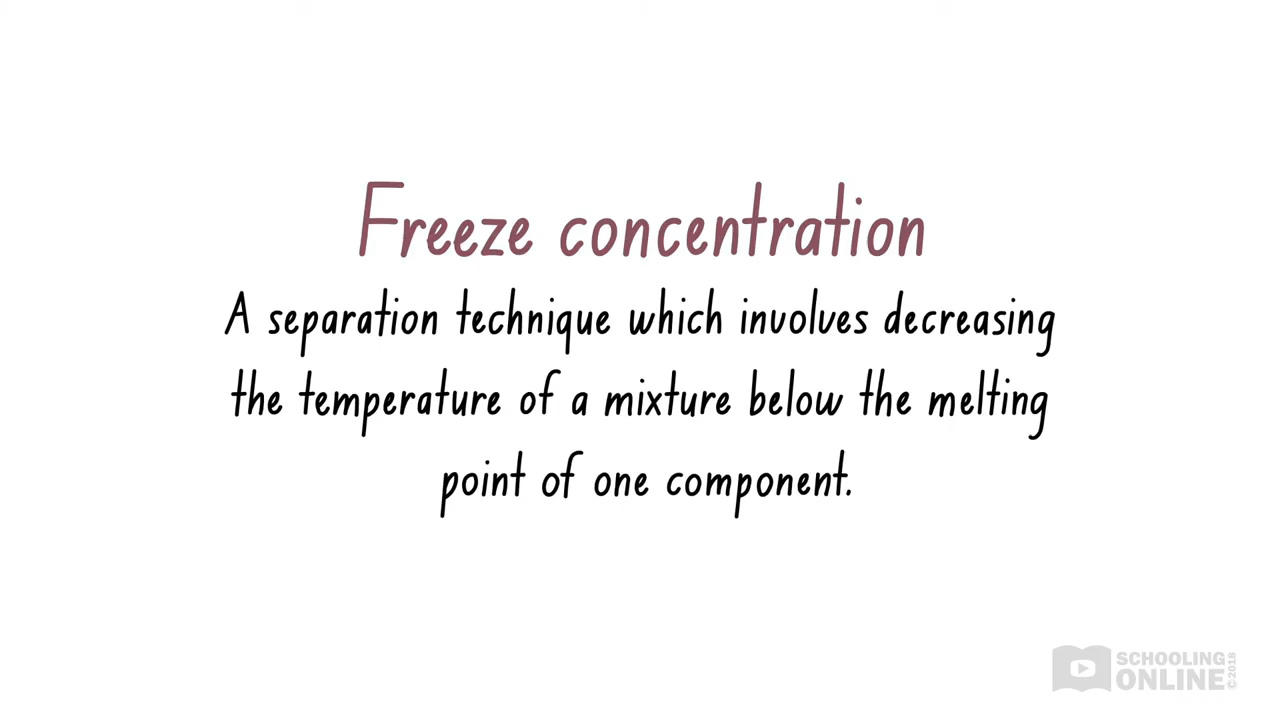 Freeze concentration
A separation technique which involves decreasing
the temperature of a mixture below the melting
point of one component.
SCHOOLING
ONLINE
©2018